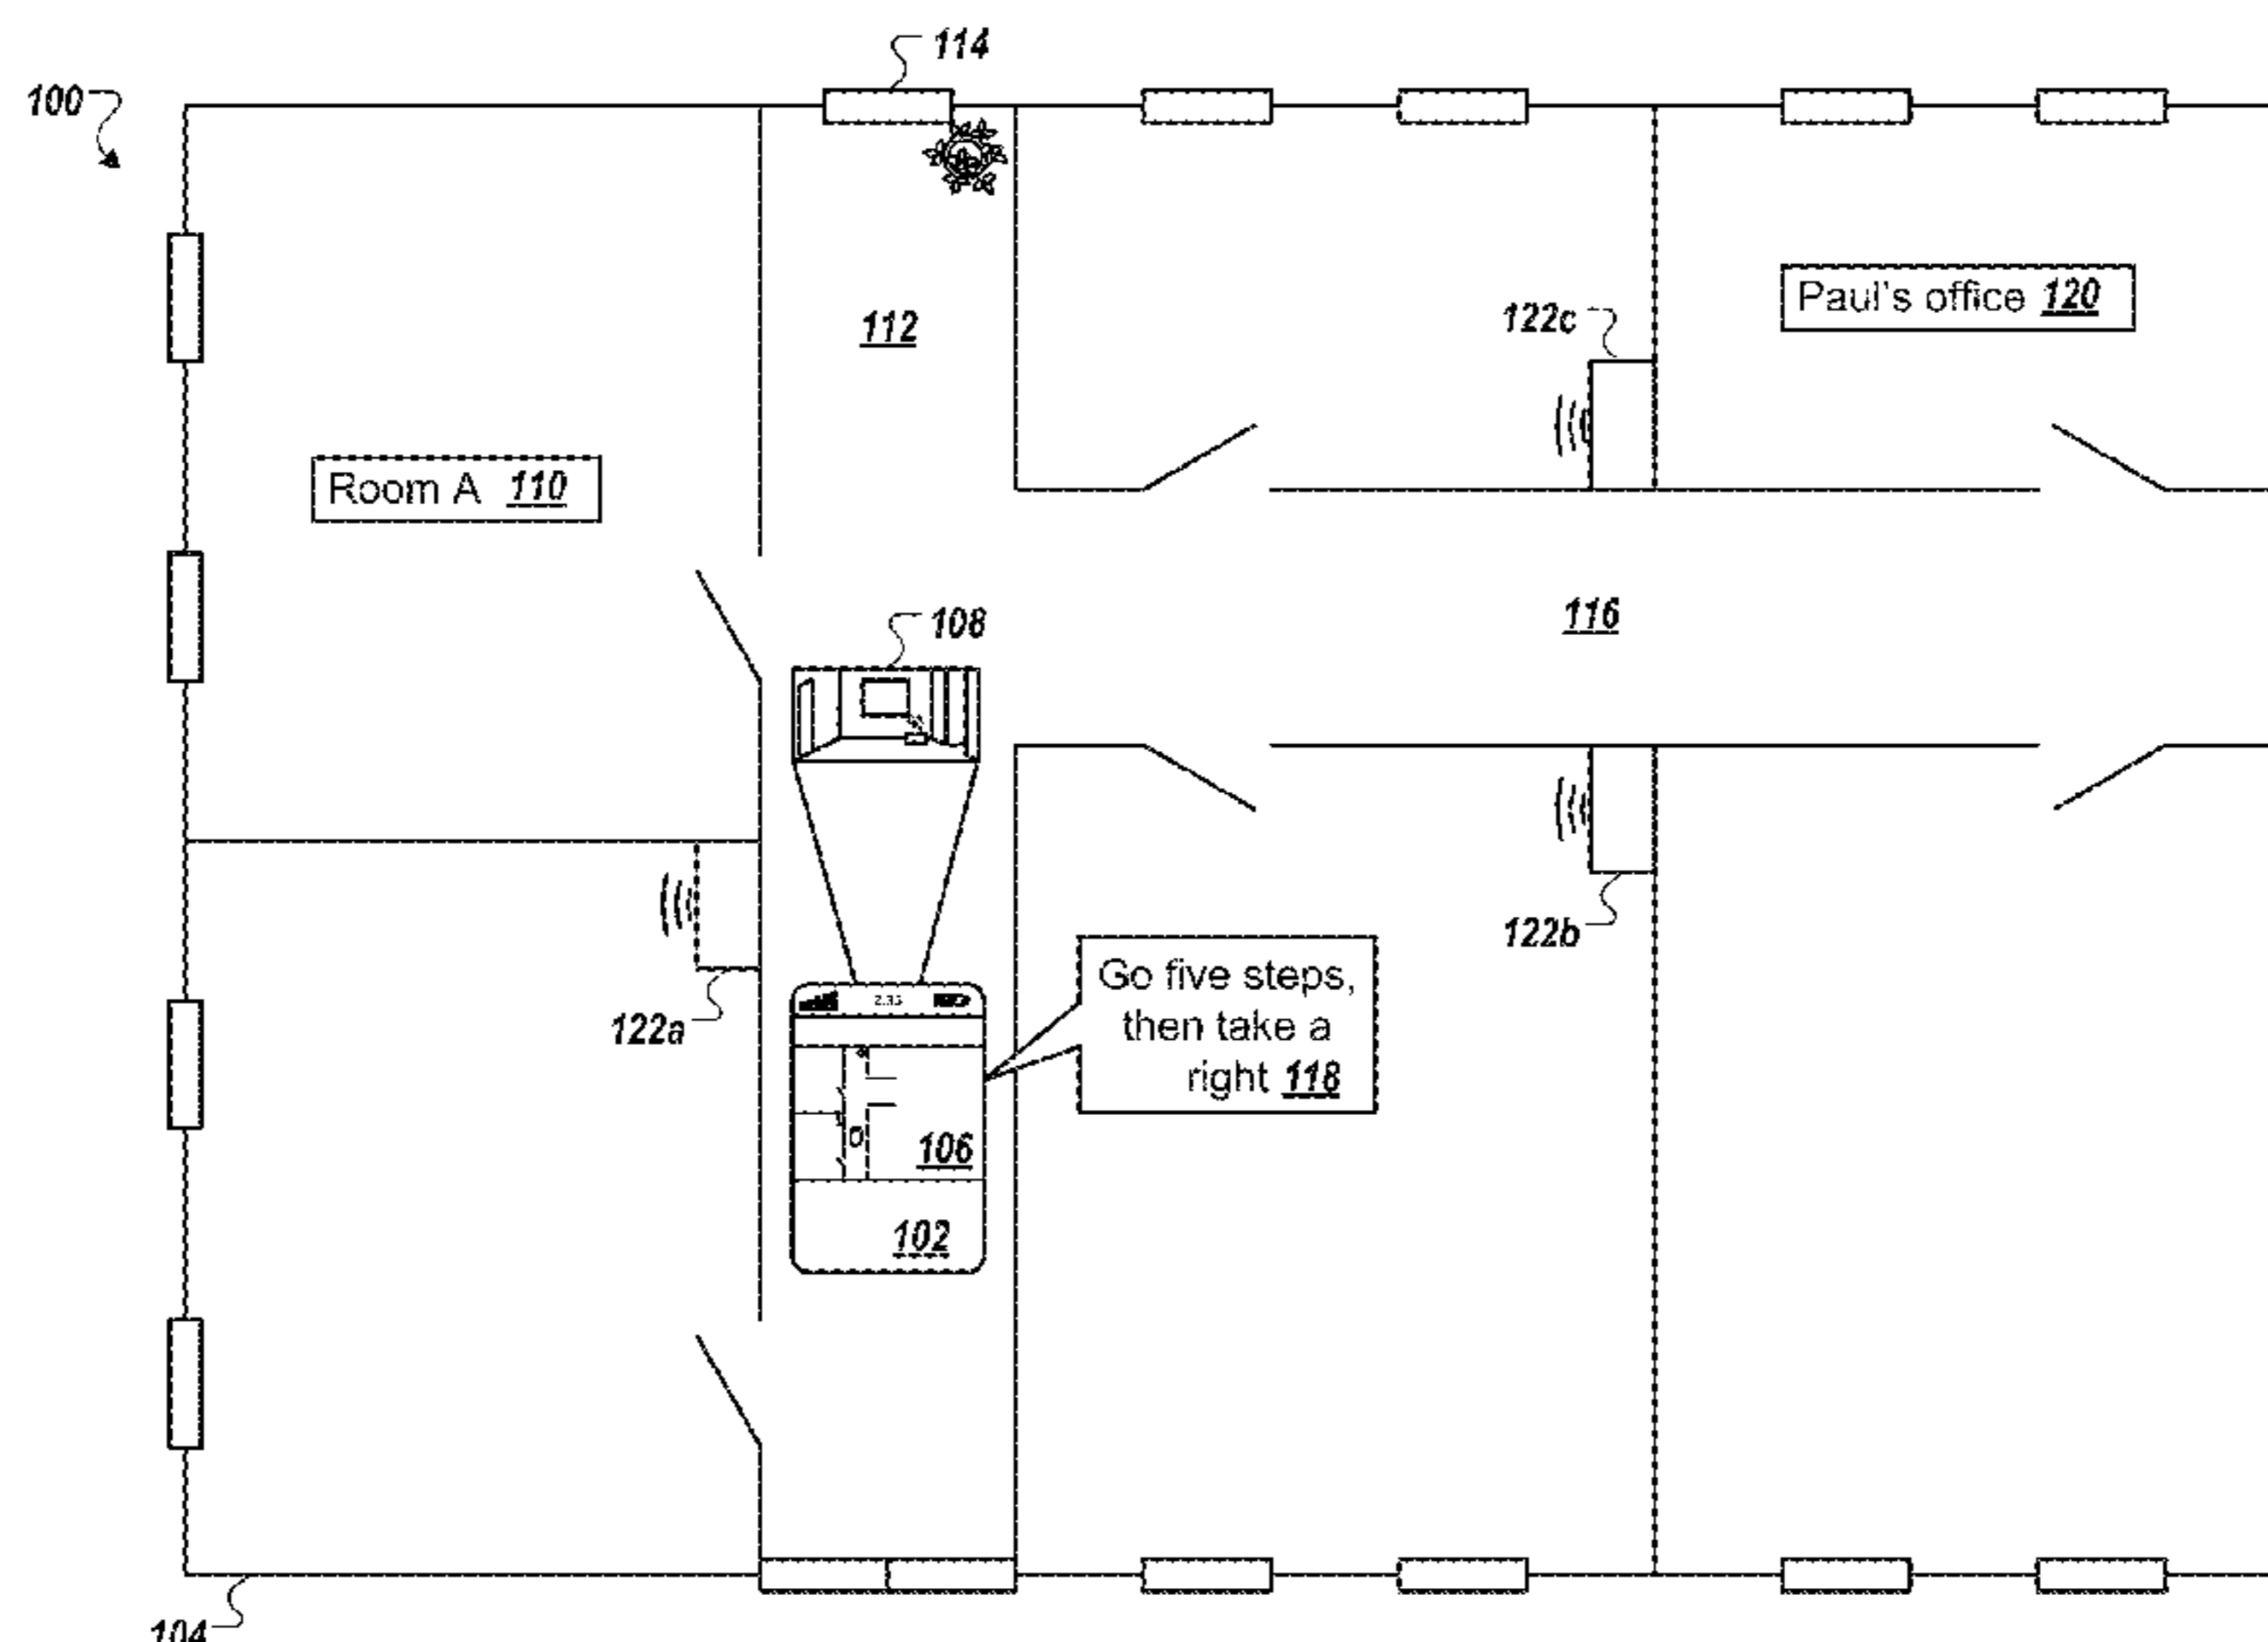 114
100
112
Paul's office 120
122c
Room A 110
108
116
122b
122a
Go five steps,
then take a
right 118
106
102
104